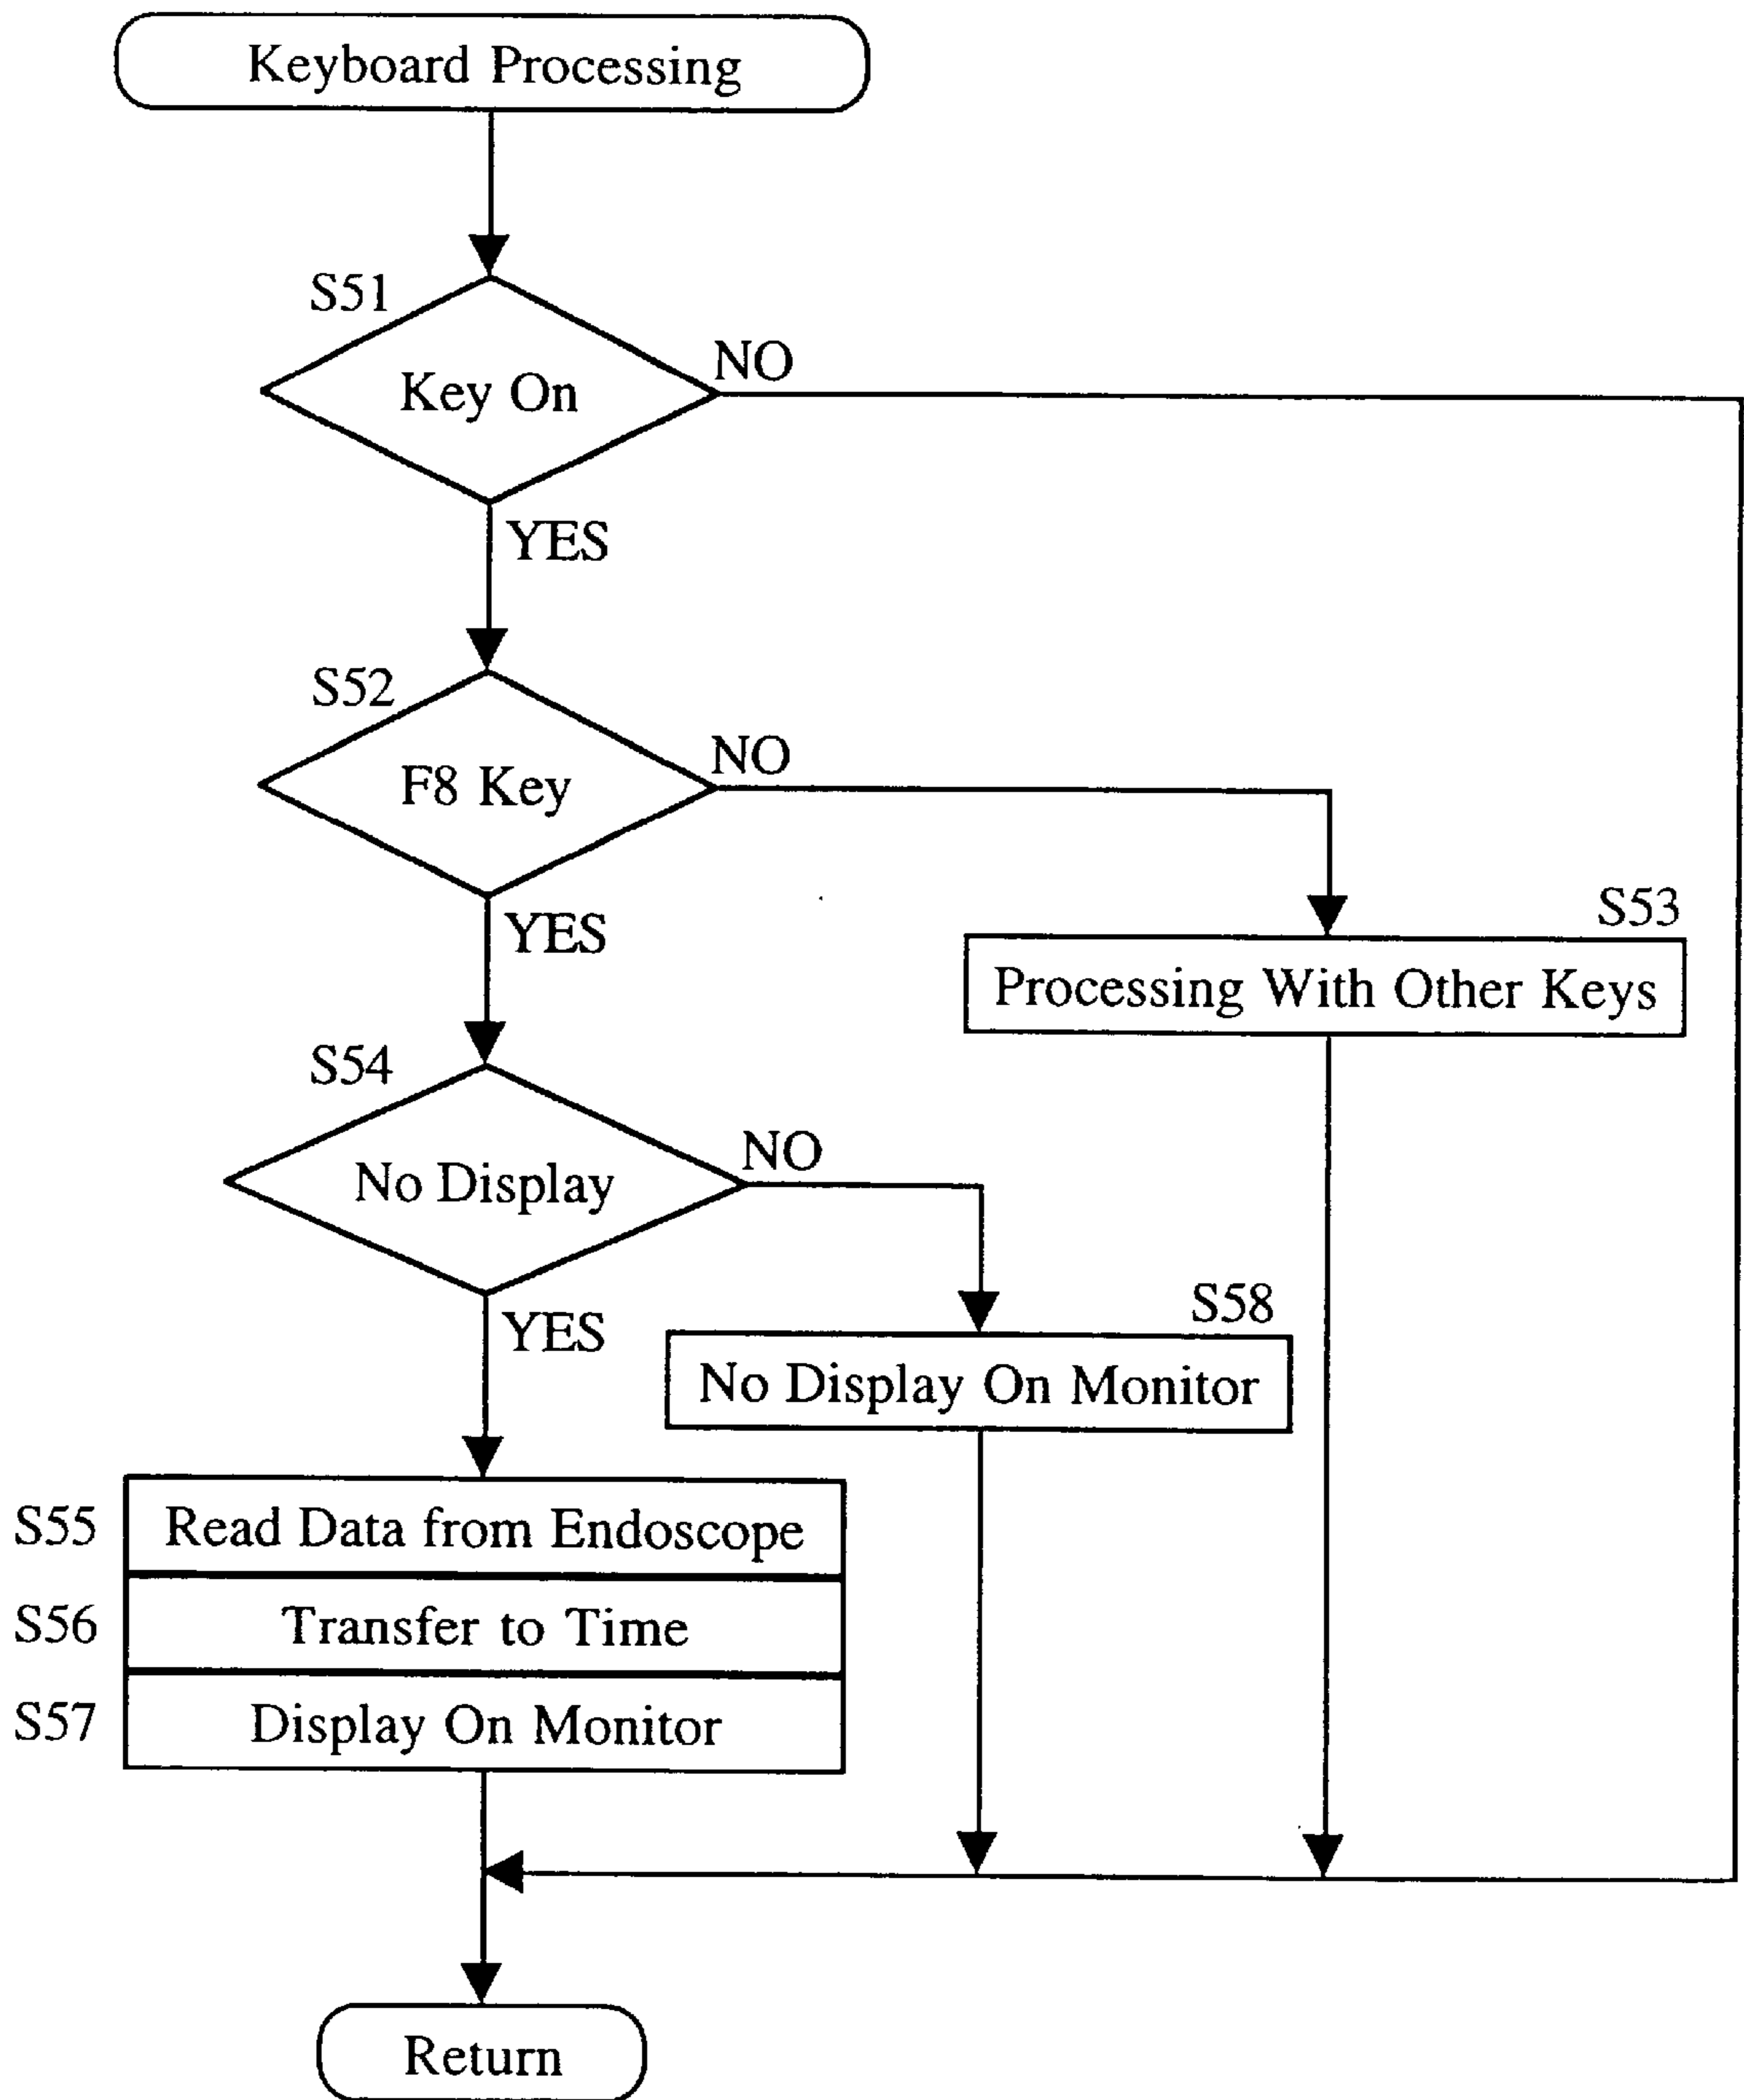 Keyboard Processing
S51
Key On
NO
YES
S52
F8 Key
NO
YES
S53
Processing With Other Keys
S54
No Display
NO
YES
S58
No Display On Monitor
S55 Read Data from Endoscope
S56 Transfer to Time
S57 Display On Monitor
Return